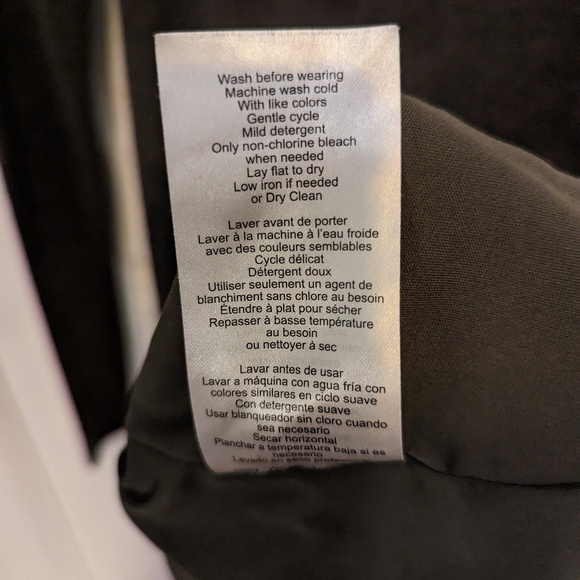 Wash before wearing
Machine wash cold
With like colors
Gentle cycle
Mild detergent
Only non-chlorine bleach
when needed
Lay flat to dry
Low iron if needed
or Dry Clean
Laver avant de porter
Laver à la machine à l'eau froide
avec des couleurs semblables
Cycle délicat
Détergent doux
Utiliser seulement un agent de
blanchiment sans chlore au besoin
Étendre à plat pour sécher
Repasser à basse température
au besoin
ou nettoyer à sec
Lavar antes de usar
Lavar a máquina con agua fría con
colores similares en ciclo suave
Con detergente suave
Usar blanqueador sin cloro cuando
sea necesario
Secar horizontal
Planchar a temperatura baja si es
neceserio
Lavado en seco